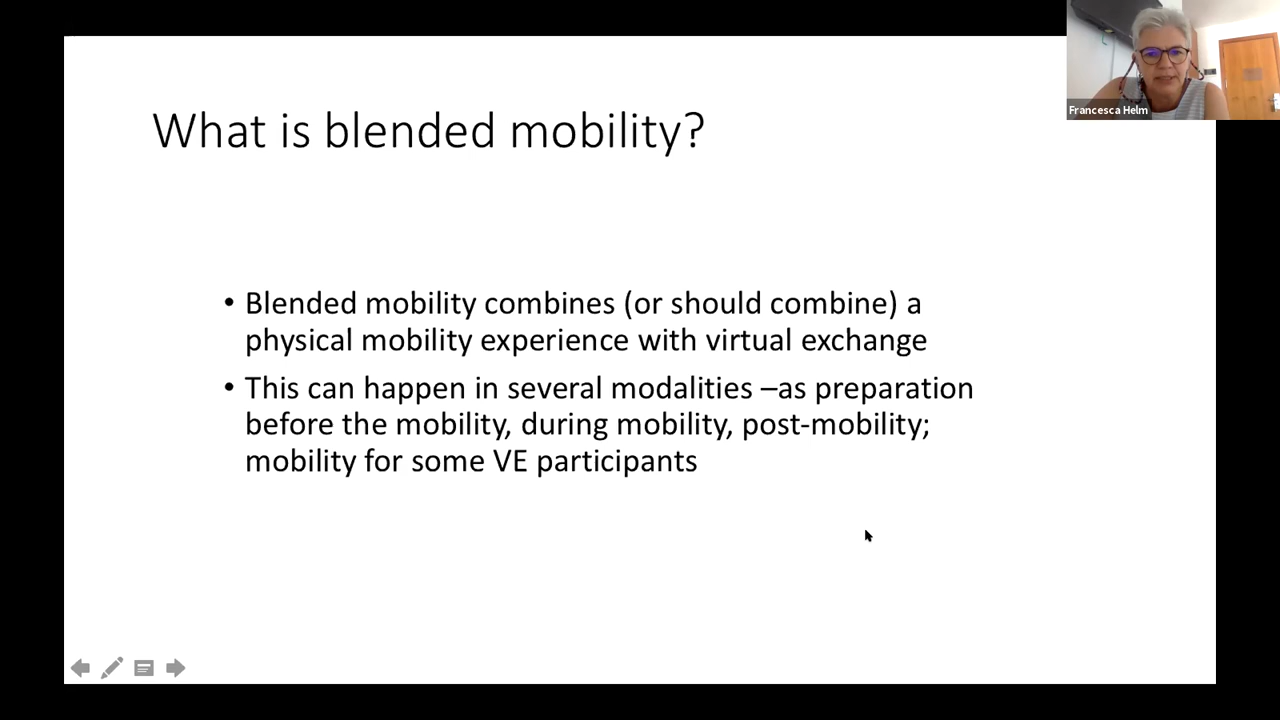 What is blended mobility?
• Blended mobility combines (or should combine) a
physical mobility experience with virtual exchange
• This can happen in several modalities –as preparation
before the mobility, during mobility, post-mobility;
mobility for some VE participants
Francesca Helm